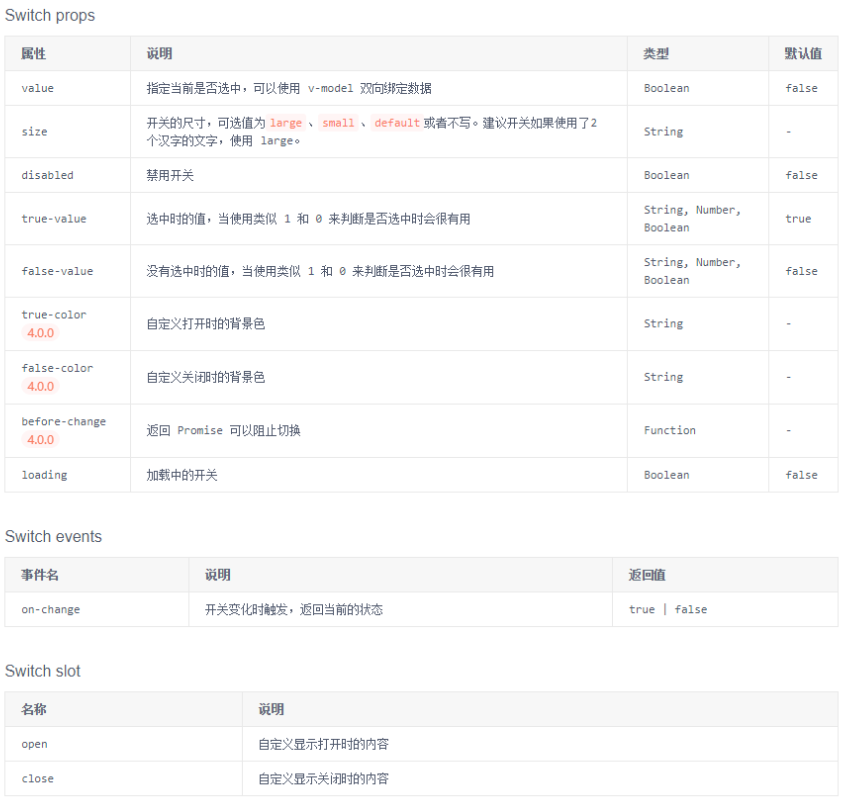 Switch props
属性 说明 类型 默认值
value 指定当前是否选中，可以使用 v-model 双向绑定数据 Boolean false
size 开关的尺寸，可选值为 large 、 small 、 default 或者不写。建议开关如果使用了2
个汉字的文字，使用 large。 String -
disabled 禁用开关 Boolean false
true-value 选中时的值，当使用类似 1 和 0 来判断是否选中时会很有用 String, Number,
Boolean true
false-value 没有选中时的值，当使用类似 1 和 0 来判断是否选中时会很有用 String, Number,
Boolean false
true-color
4.0.0 自定义打开时的背景色 String -
false-color
4.0.0 自定义关闭时的背景色 String -
before-change
4.0.0 返回 Promise 可以阻止切换 Function -
loading 加载中的开关 Boolean false
Switch events
事件名 说明 返回值
on-change 开关变化时触发，返回当前的状态 true | false
Switch slot
名称 说明
open 自定义显示打开时的内容
close 自定义显示关闭时的内容